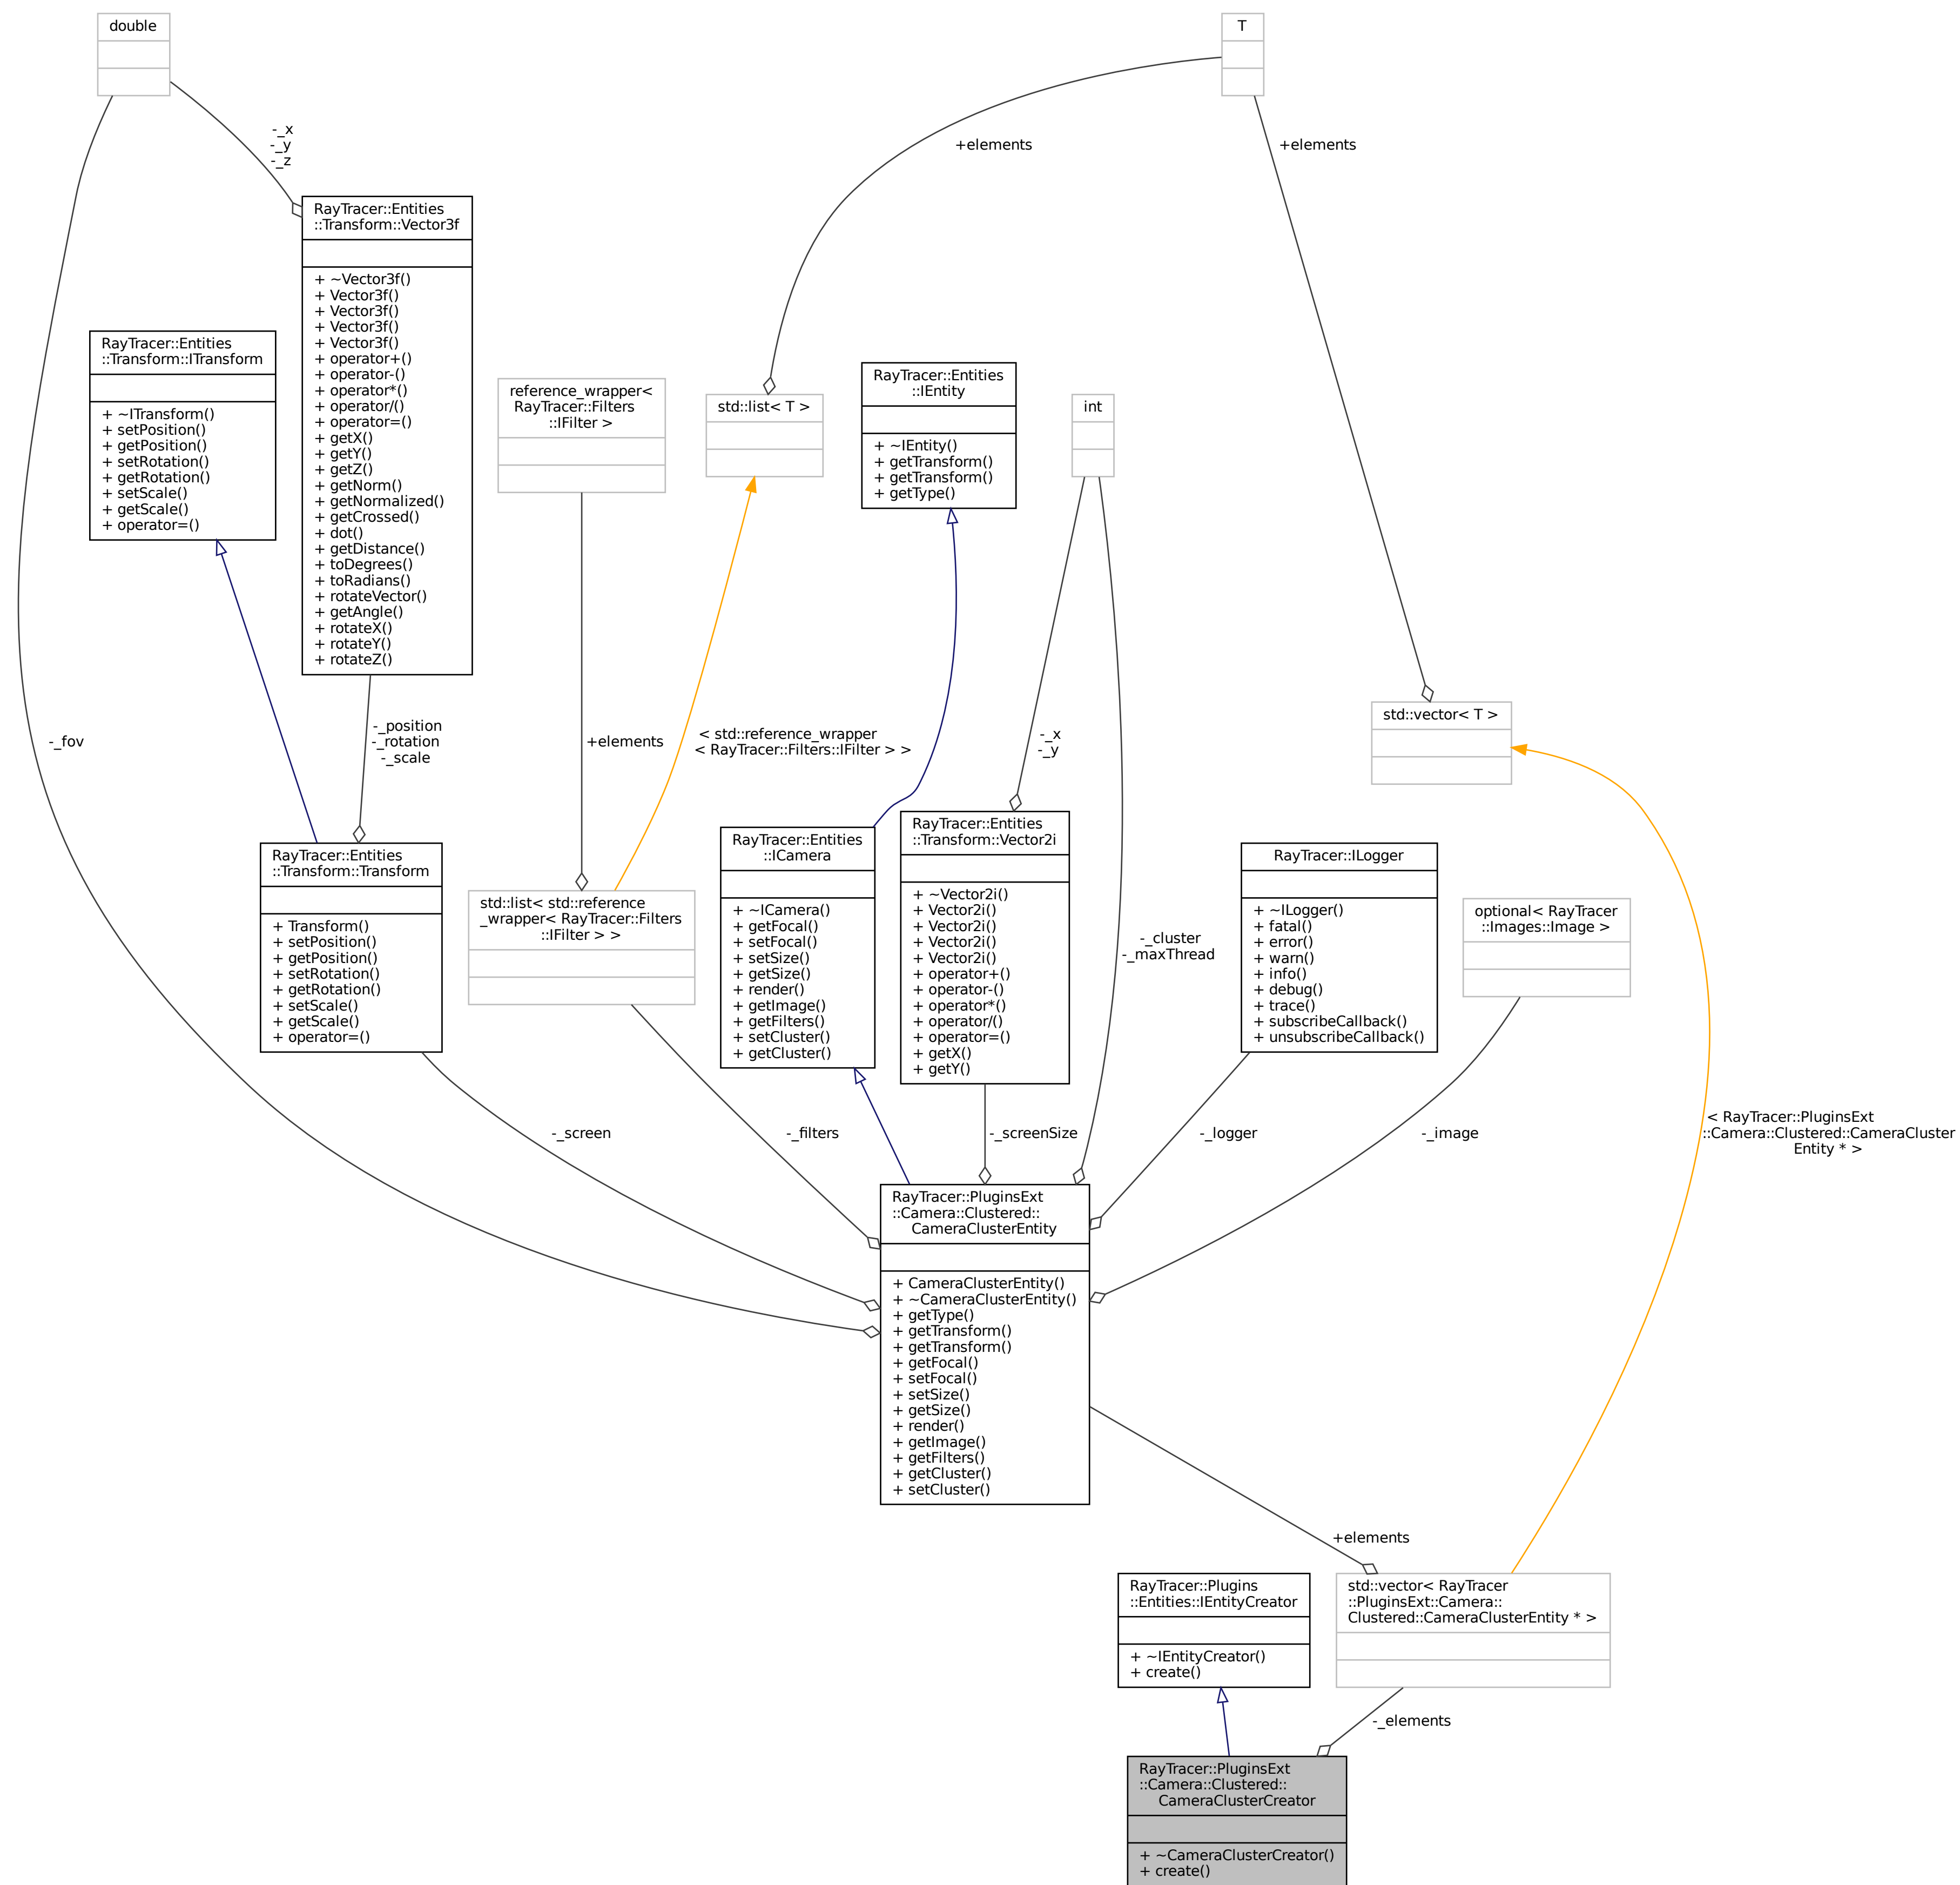 double
T
-_x
-_y
-_z
+elements
+elements
RayTracer::Entities
::Transform::Vector3f
+ ~Vector3f()
+ Vector3f()
+ Vector3f()
+ Vector3f()
+ Vector3f()
+ operator+()
+ operator-()
+ operator*()
+ operator/()
+ operator=()
+ getX()
+ getY()
+ getZ()
+ getNorm()
+ getNormalized()
+ getCrossed()
+ dot()
+ getDistance()
+ toDegrees()
+ toRadians()
+ rotateVector()
+ getAngle()
+ rotateX()
+ rotateY()
+ rotateZ()
RayTracer::Entities
::Transform::ITransform
+ ~ITransform()
+ setPosition()
+ getPosition()
+ setRotation()
+ getRotation()
+ setScale()
+ getScale()
+ operator=()
reference_wrapper<
RayTracer::Filters
::IFilter >
std::list< T >
RayTracer::Entities
::IEntity
+ ~IEntity()
+ getTransform()
+ getTransform()
+ getType()
int
std::vector< T >
-_fov
-_position
-_rotation
-_scale
+elements
< std::reference_wrapper
< RayTracer::Filters::IFilter > >
-_x
-_y
RayTracer::Entities
::Transform::Transform
+ Transform()
+ setPosition()
+ getPosition()
+ setRotation()
+ getRotation()
+ setScale()
+ getScale()
+ operator=()
std::list< std::reference
_wrapper< RayTracer::Filters
::IFilter > >
RayTracer::Entities
::ICamera
+ ~ICamera()
+ getFocal()
+ setFocal()
+ setSize()
+ getSize()
+ render()
+ getImage()
+ getFilters()
+ setCluster()
+ getCluster()
RayTracer::Entities
::Transform::Vector2i
+ ~Vector2i()
+ Vector2i()
+ Vector2i()
+ Vector2i()
+ Vector2i()
+ operator+()
+ operator-()
+ operator*()
+ operator/()
+ operator=()
+ getX()
+ getY()
-_cluster
-_maxThread
RayTracer::ILogger
+ ~ILogger()
+ fatal()
+ error()
+ warn()
+ info()
+ debug()
+ trace()
+ subscribeCallback()
+ unsubscribeCallback()
optional< RayTracer
::Images::Image >
-_screen
-_filters
-_screenSize
-_logger
-_image
< RayTracer::PluginsExt
::Camera::Clustered::CameraCluster
Entity * >
RayTracer::PluginsExt
::Camera::Clustered::
CameraClusterEntity
+ CameraClusterEntity()
+ ~CameraClusterEntity()
+ getType()
+ getTransform()
+ getTransform()
+ getFocal()
+ setFocal()
+ setSize()
+ getSize()
+ render()
+ getImage()
+ getFilters()
+ getCluster()
+ setCluster()
+elements
RayTracer::Plugins
::Entities::IEntityCreator
+ ~IEntityCreator()
+ create()
std::vector< RayTracer
::PluginsExt::Camera::
Clustered::CameraClusterEntity * >
-_elements
RayTracer::PluginsExt
::Camera::Clustered::
CameraClusterCreator
+ ~CameraClusterCreator()
+ create()